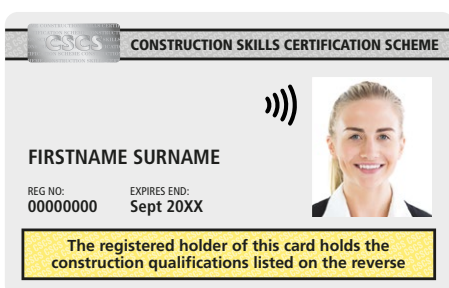 CSCS
CONSTRUCTION SKILLS CERTIFICATION SCHEME
FIRSTNAME SURNAME
REG NO: EXPIRES END:
00000000 Sept 20XX
The registered holder of this card holds the
construction qualifications listed on the reverse